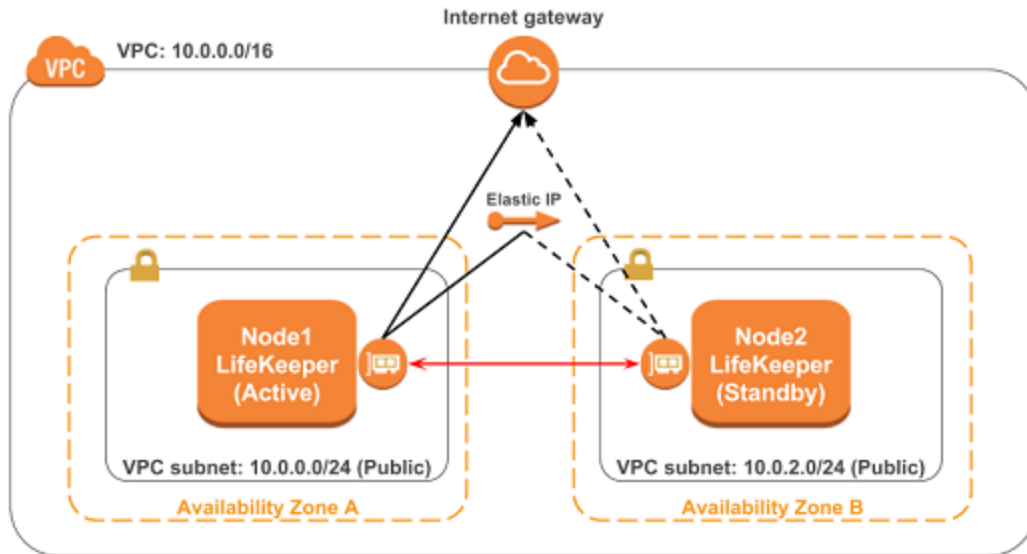 Internet gateway
VPC: 10.0.0.0/16
VPC
Elastic IP
Node1
LifeKeeper
(Active)
Node2
LifeKeeper
(Standby)
VPC subnet: 10.0.0.0/24 (Public)
VPC subnet: 10.0.2.0/24 (Public)
Availability Zone A
Availability Zone B